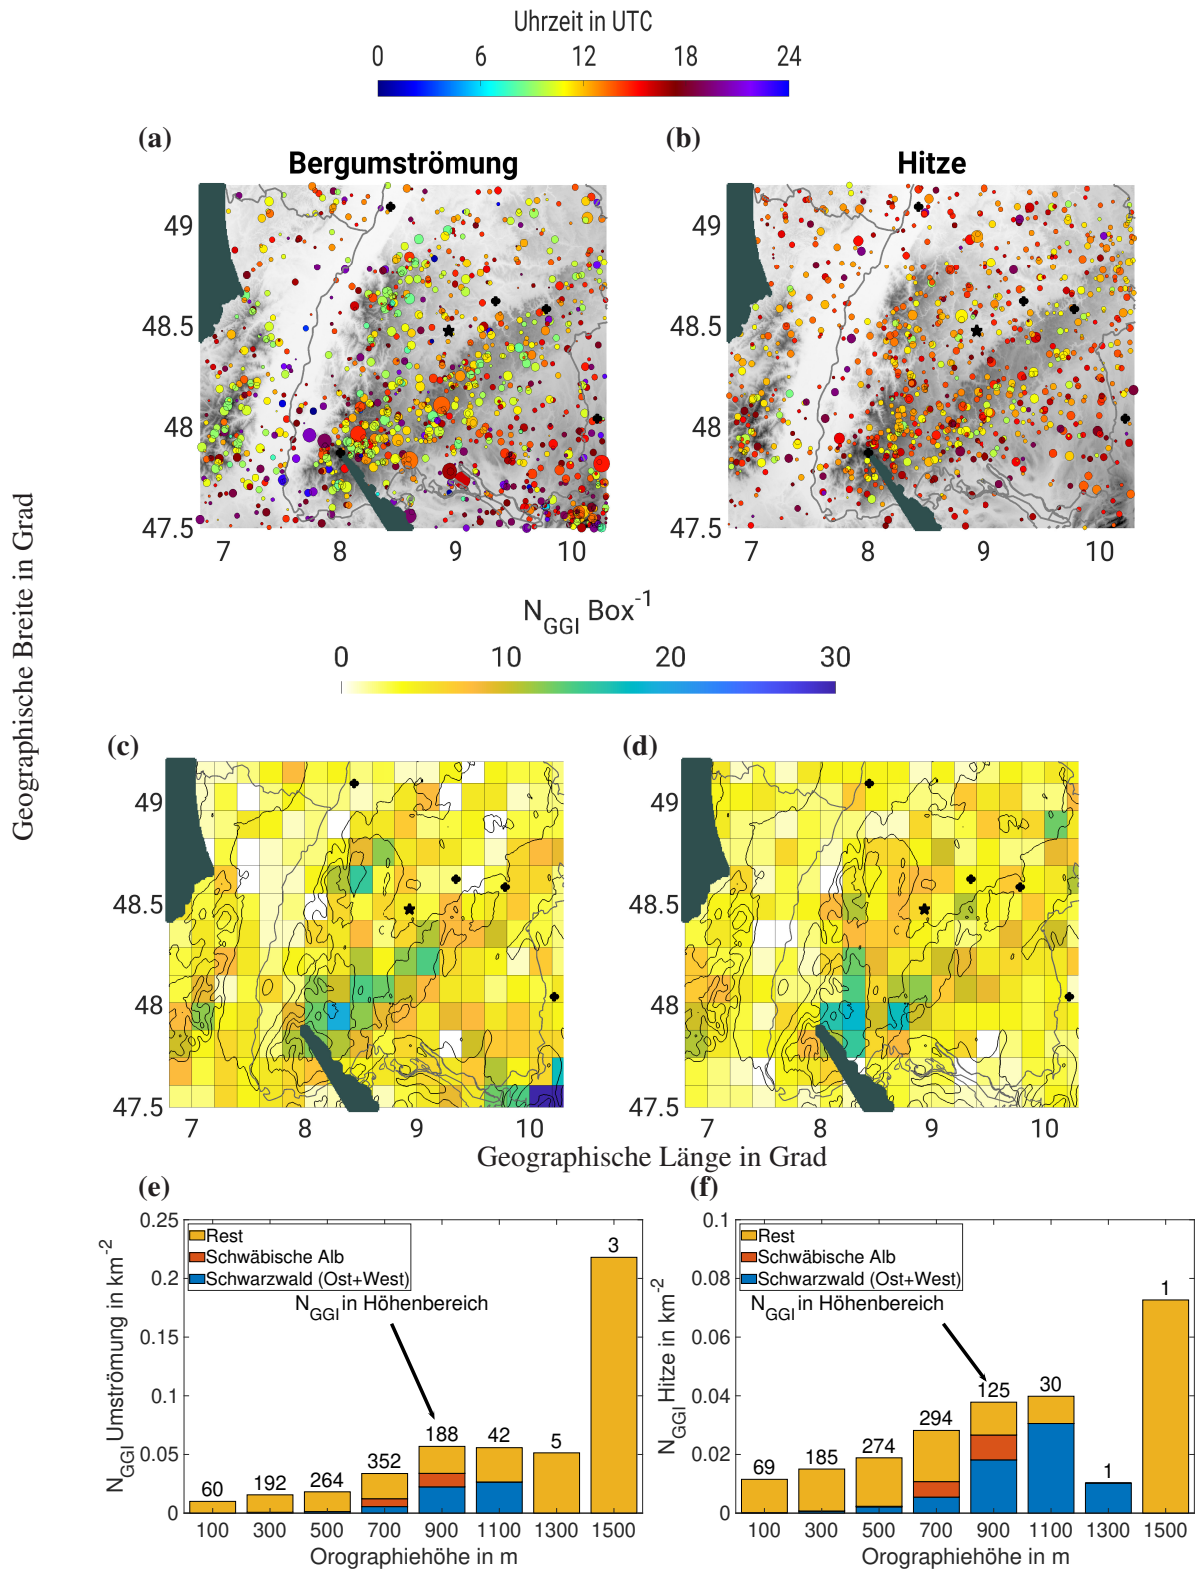 Uhrzeit in UTC
0 6 12 18 24
(a) (b)
Bergumströmung Hitze
49 49
48.5 48.5
48 48
47.5 47.5
7 8 9 10 7 8 9 10
Geographische Breite in Grad
N_GGI Box^-1
0 10 20 30
(c) (d)
49 49
48.5 48.5
48 48
47.5 47.5
7 8 9 10 7 8 9 10
Geographische Länge in Grad
(e)
N_GGI Umströmung in km^-2
0.25
0.2
0.15
0.1
0.05
0
Rest
Schwäbische Alb
Schwarzwald (Ost+West)
N_GGI in Höhenbereich
60 192 264 352 188 42 5 3
100 300 500 700 900 1100 1300 1500
Orographiehöhe in m
(f)
N_GGI Hitze in km^-2
0.1
0.08
0.06
0.04
0.02
0
Rest
Schwäbische Alb
Schwarzwald (Ost+West)
N_GGI in Höhenbereich
69 185 274 294 125 30 1 1
100 300 500 700 900 1100 1300 1500
Orographiehöhe in m